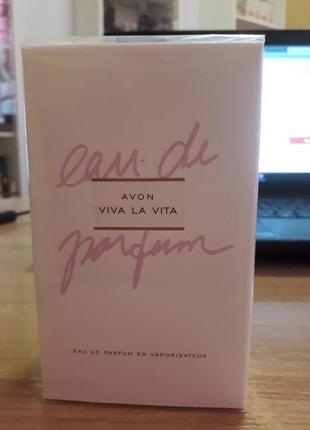 eau de
AVON
VIVA LA VITA
parfum
EAU DE PARFUM EN VAPORISATEUR